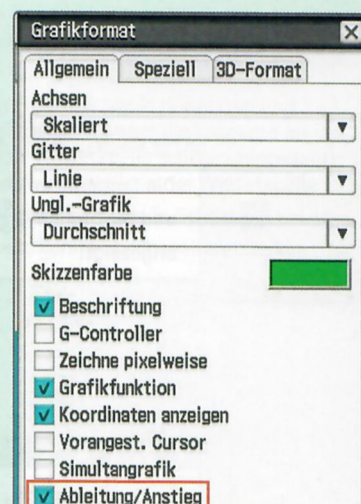 Grafikformat
Allgemein Speziell 3D-Format
Achsen
Skaliert
Gitter
Linie
Ungl.-Grafik
Durchschnitt
Skizzenfarbe
Beschriftung
G-Controller
Zeichne pixelweise
Grafikfunktion
Koordinaten anzeigen
Vorangest. Cursor
Simultangrafik
Ableitung/Anstieg